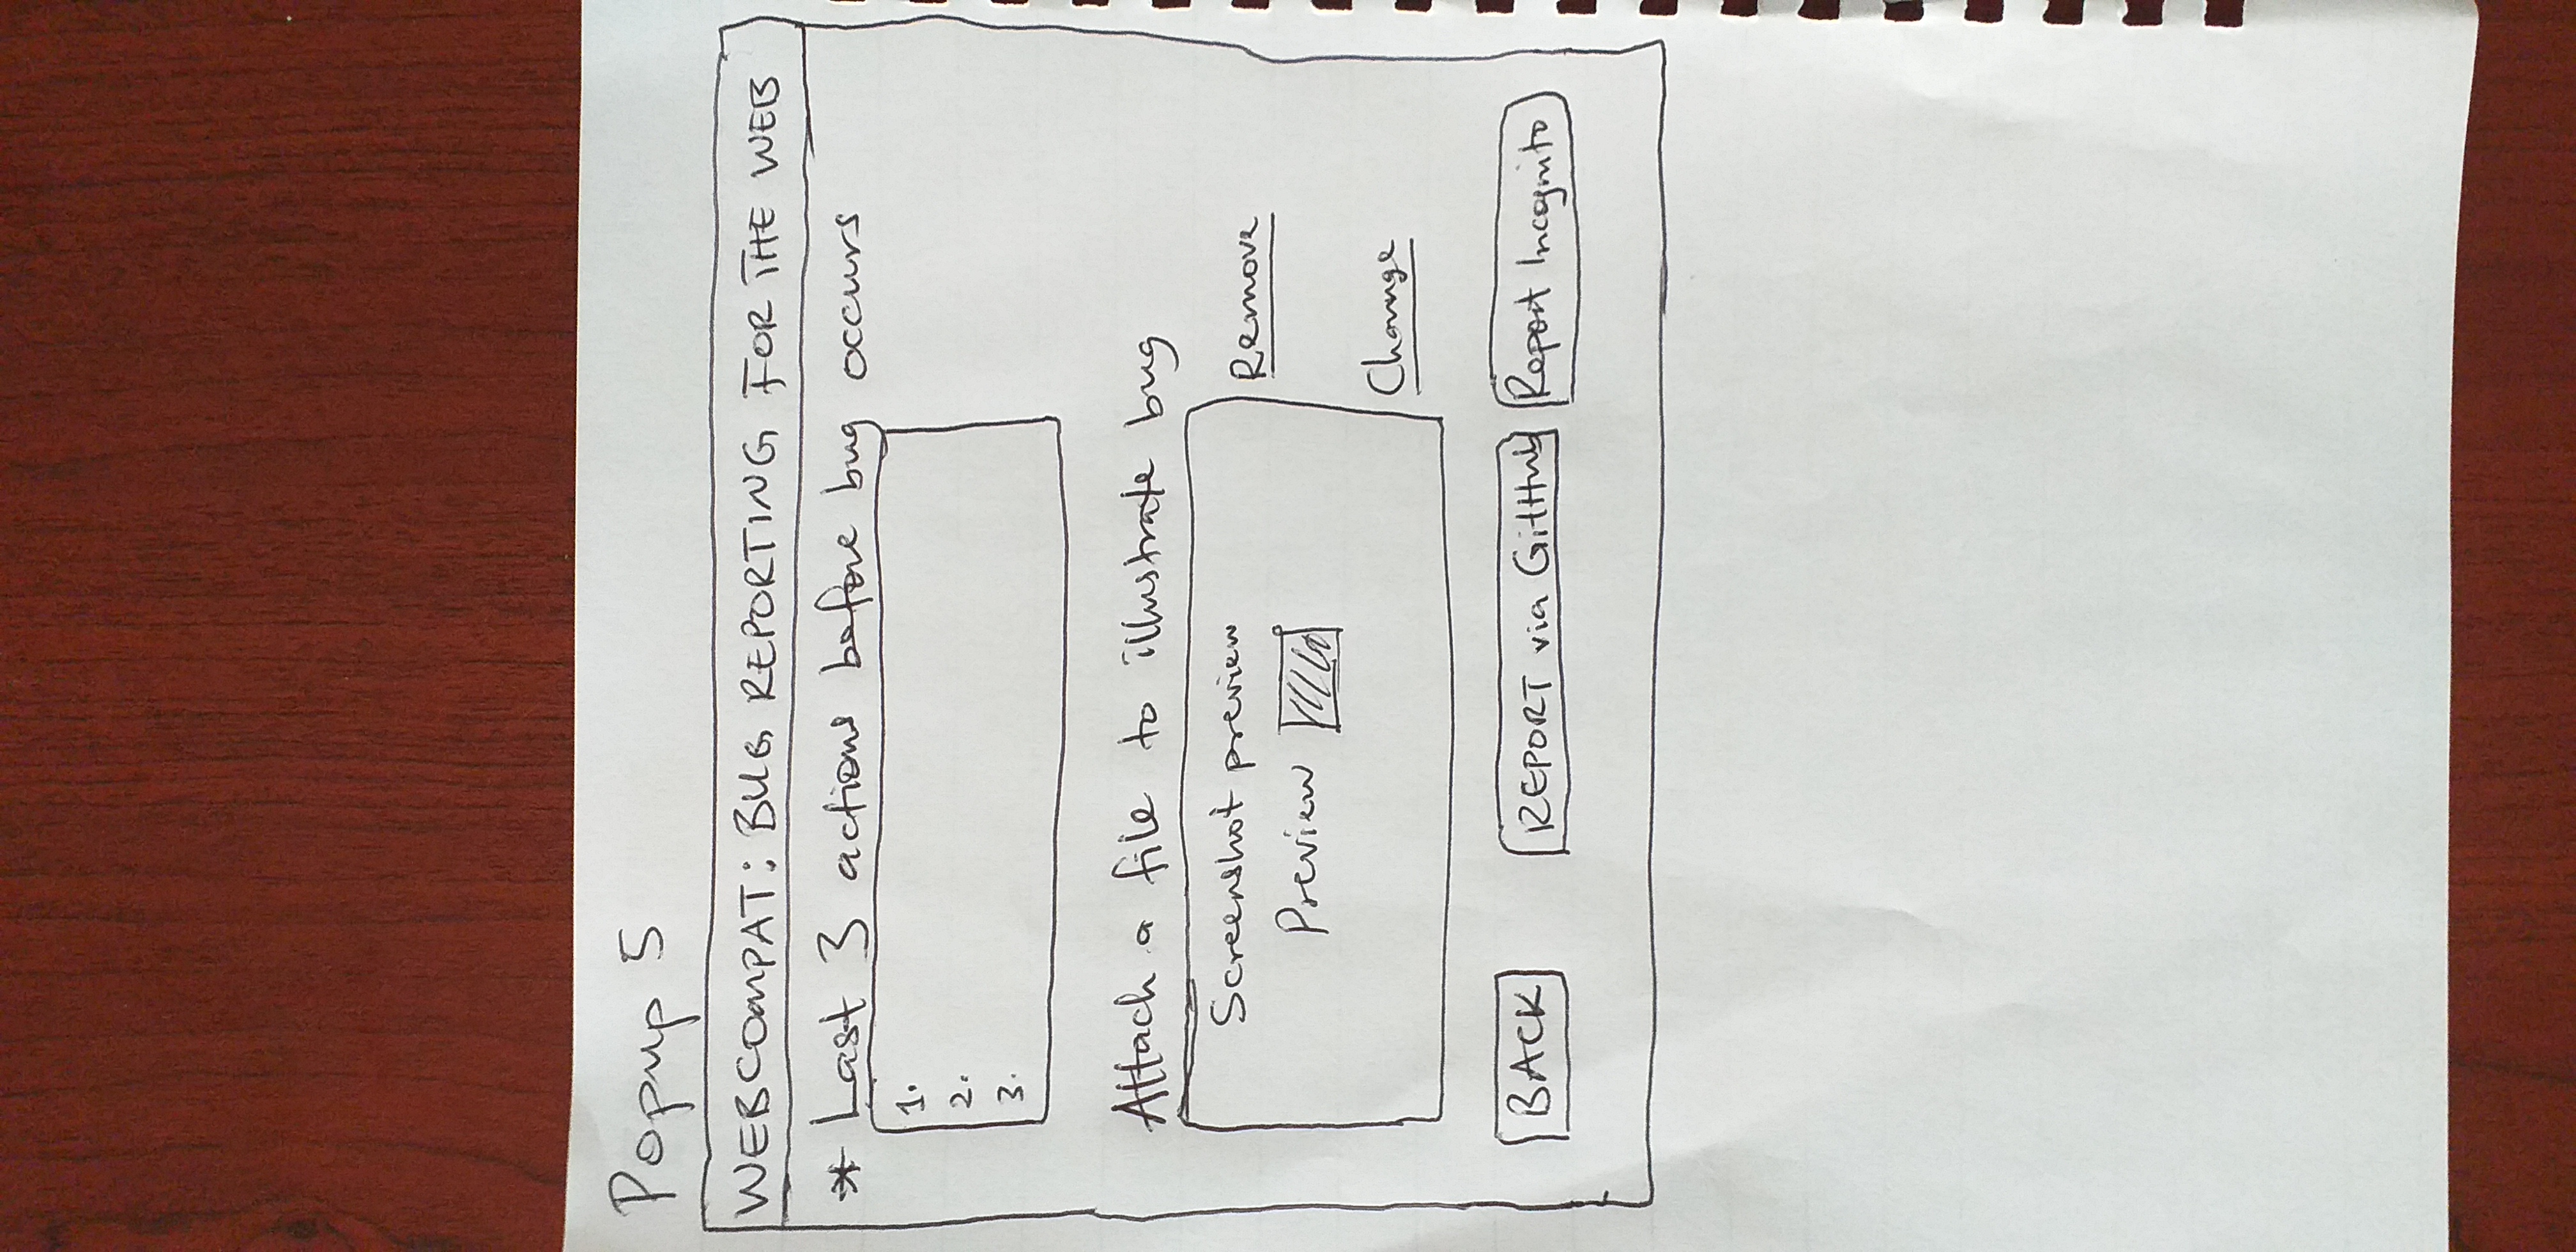 Popup 5
WEBCOMPAT: BUG REPORTING FOR THE WEB
* Last 3 actions before bug occurs
1.
2.
3.
Attach a file to illustrate bug
Screenshot preview
Remove
Preview
Change
BACK REPORT via GitHub Report Incognito